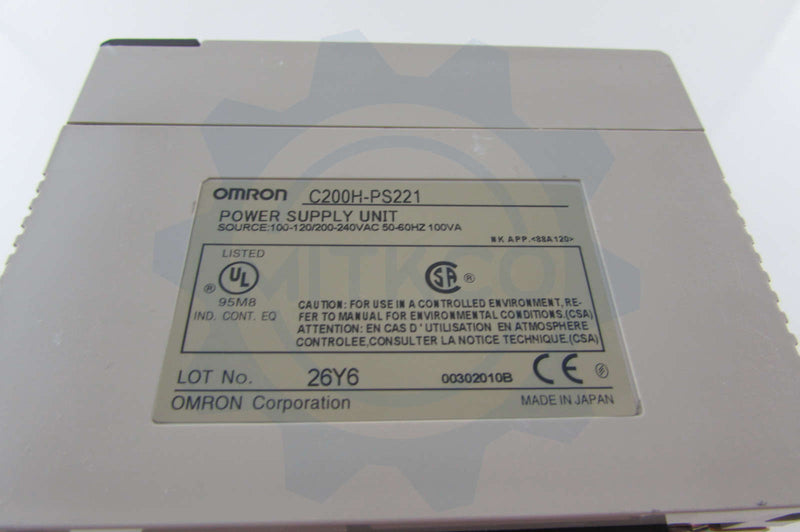 OMRON C200H-PS221
POWER SUPPLY UNIT
SOURCE:100-120/200-240VAC 50-60HZ 100VA
N.K.APP.<88A120>
LISTED
UL ®
SA ®
95M8
IND. CONT. EQ
CAUTION: FOR USE IN A CONTROLLED ENVIRONMENT, RE-
FER TO MANUAL FOR ENVIRONMENTAL CONDITIONS.(CSA)
ATTENTION: EN CAS D'UTILISATION EN ATMOSPHERE
CONTROLEE,CONSULTER LA NOTICE TECHNIQUE.(CSA)
LOT No. 26Y6 00302010B CE
OMRON Corporation MADE IN JAPAN
MITKCO